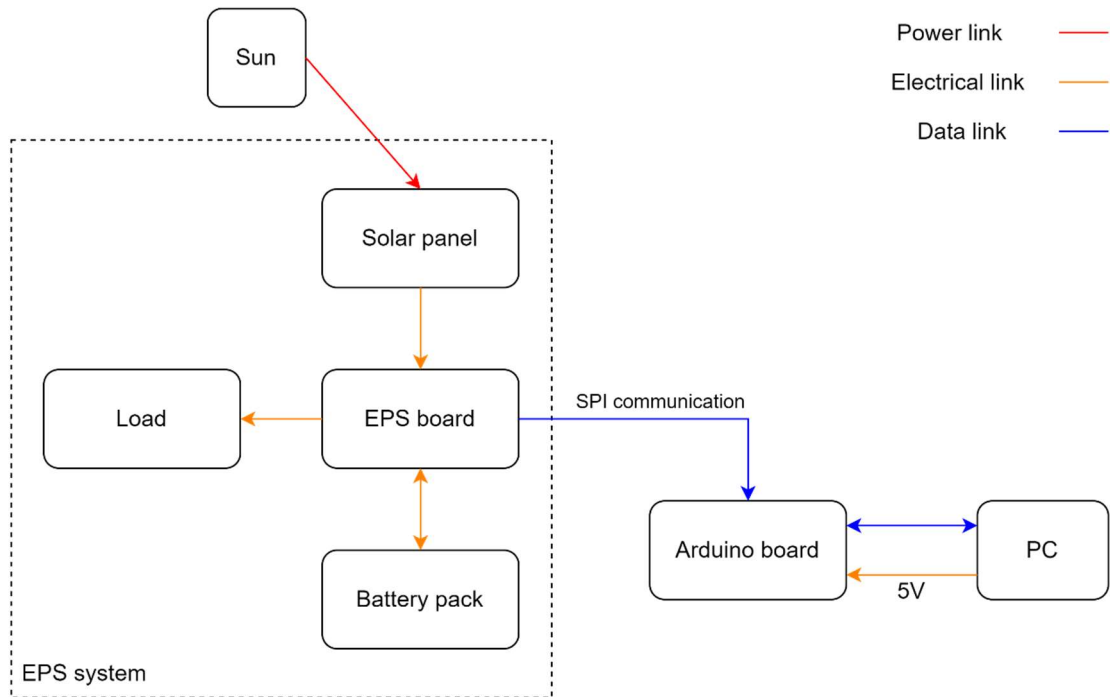 Sun
Power link
Electrical link
Data link
Solar panel
Load
EPS board
SPI communication
Arduino board
PC
5V
Battery pack
EPS system